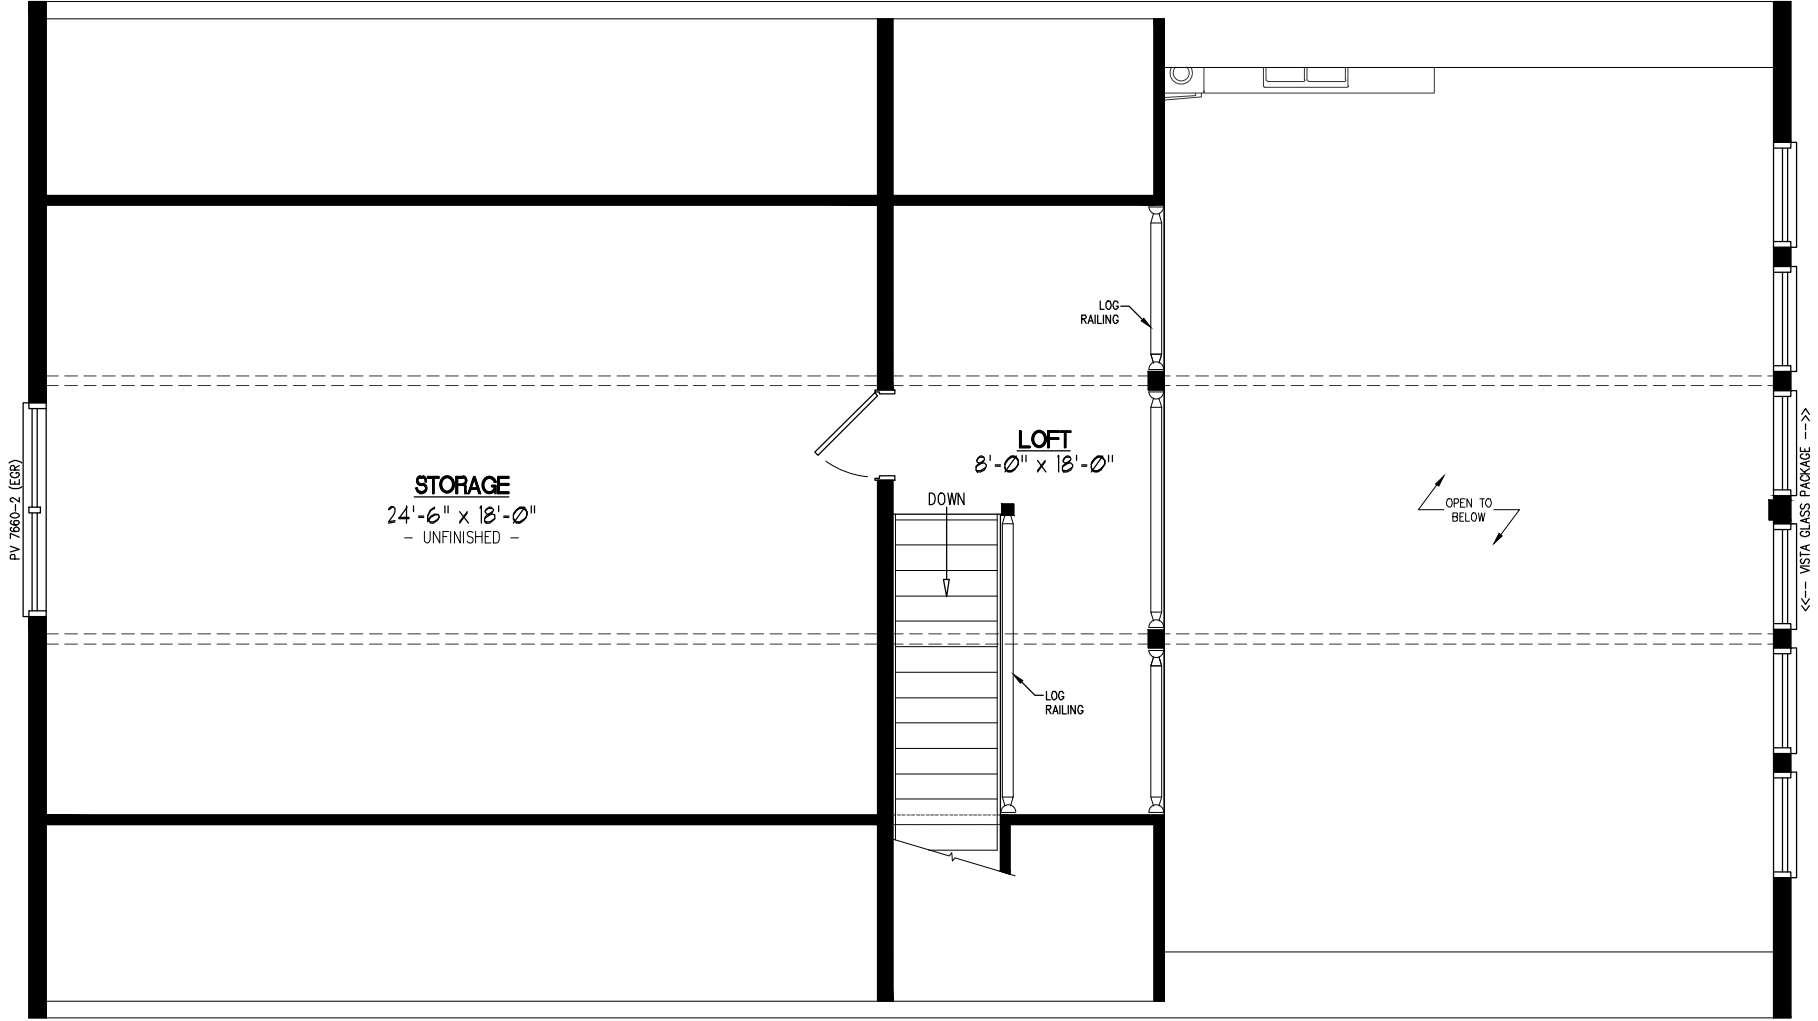 LOG
RAILING
LOFT
8'-0" x 18'-0"
STORAGE
24'-6" x 18'-0"
- UNFINISHED -
DOWN
OPEN TO
BELOW
LOG
RAILING
PV 7660-2 (EGR)
<<-- VISTA GLASS PACKAGE -->>